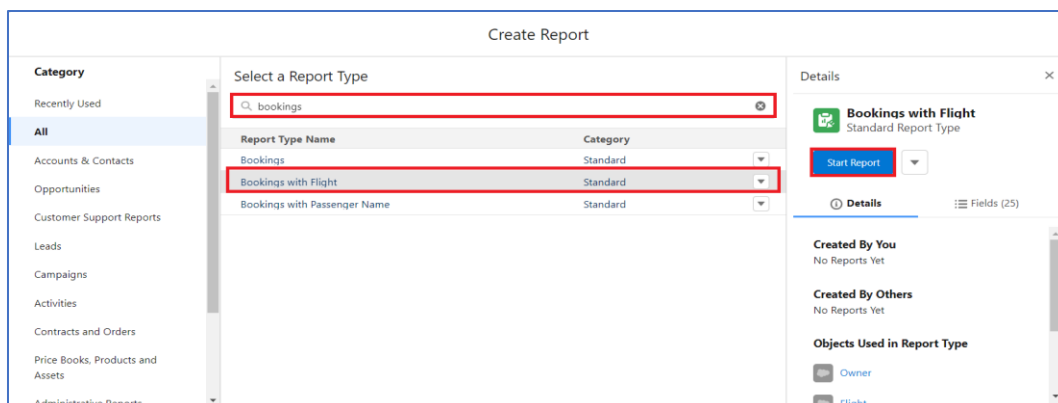 Create Report
Category
Recently Used
All
Accounts & Contacts
Opportunities
Customer Support Reports
Leads
Campaigns
Activities
Contracts and Orders
Price Books, Products and
Assets
Administrative Reports
Select a Report Type
bookings
Report Type Name Category
Bookings Standard
Bookings with Flight Standard
Bookings with Passenger Name Standard
Details
Bookings with Flight
Standard Report Type
Start Report
Details Fields (25)
Created By You
No Reports Yet
Created By Others
No Reports Yet
Objects Used in Report Type
Owner
Flight